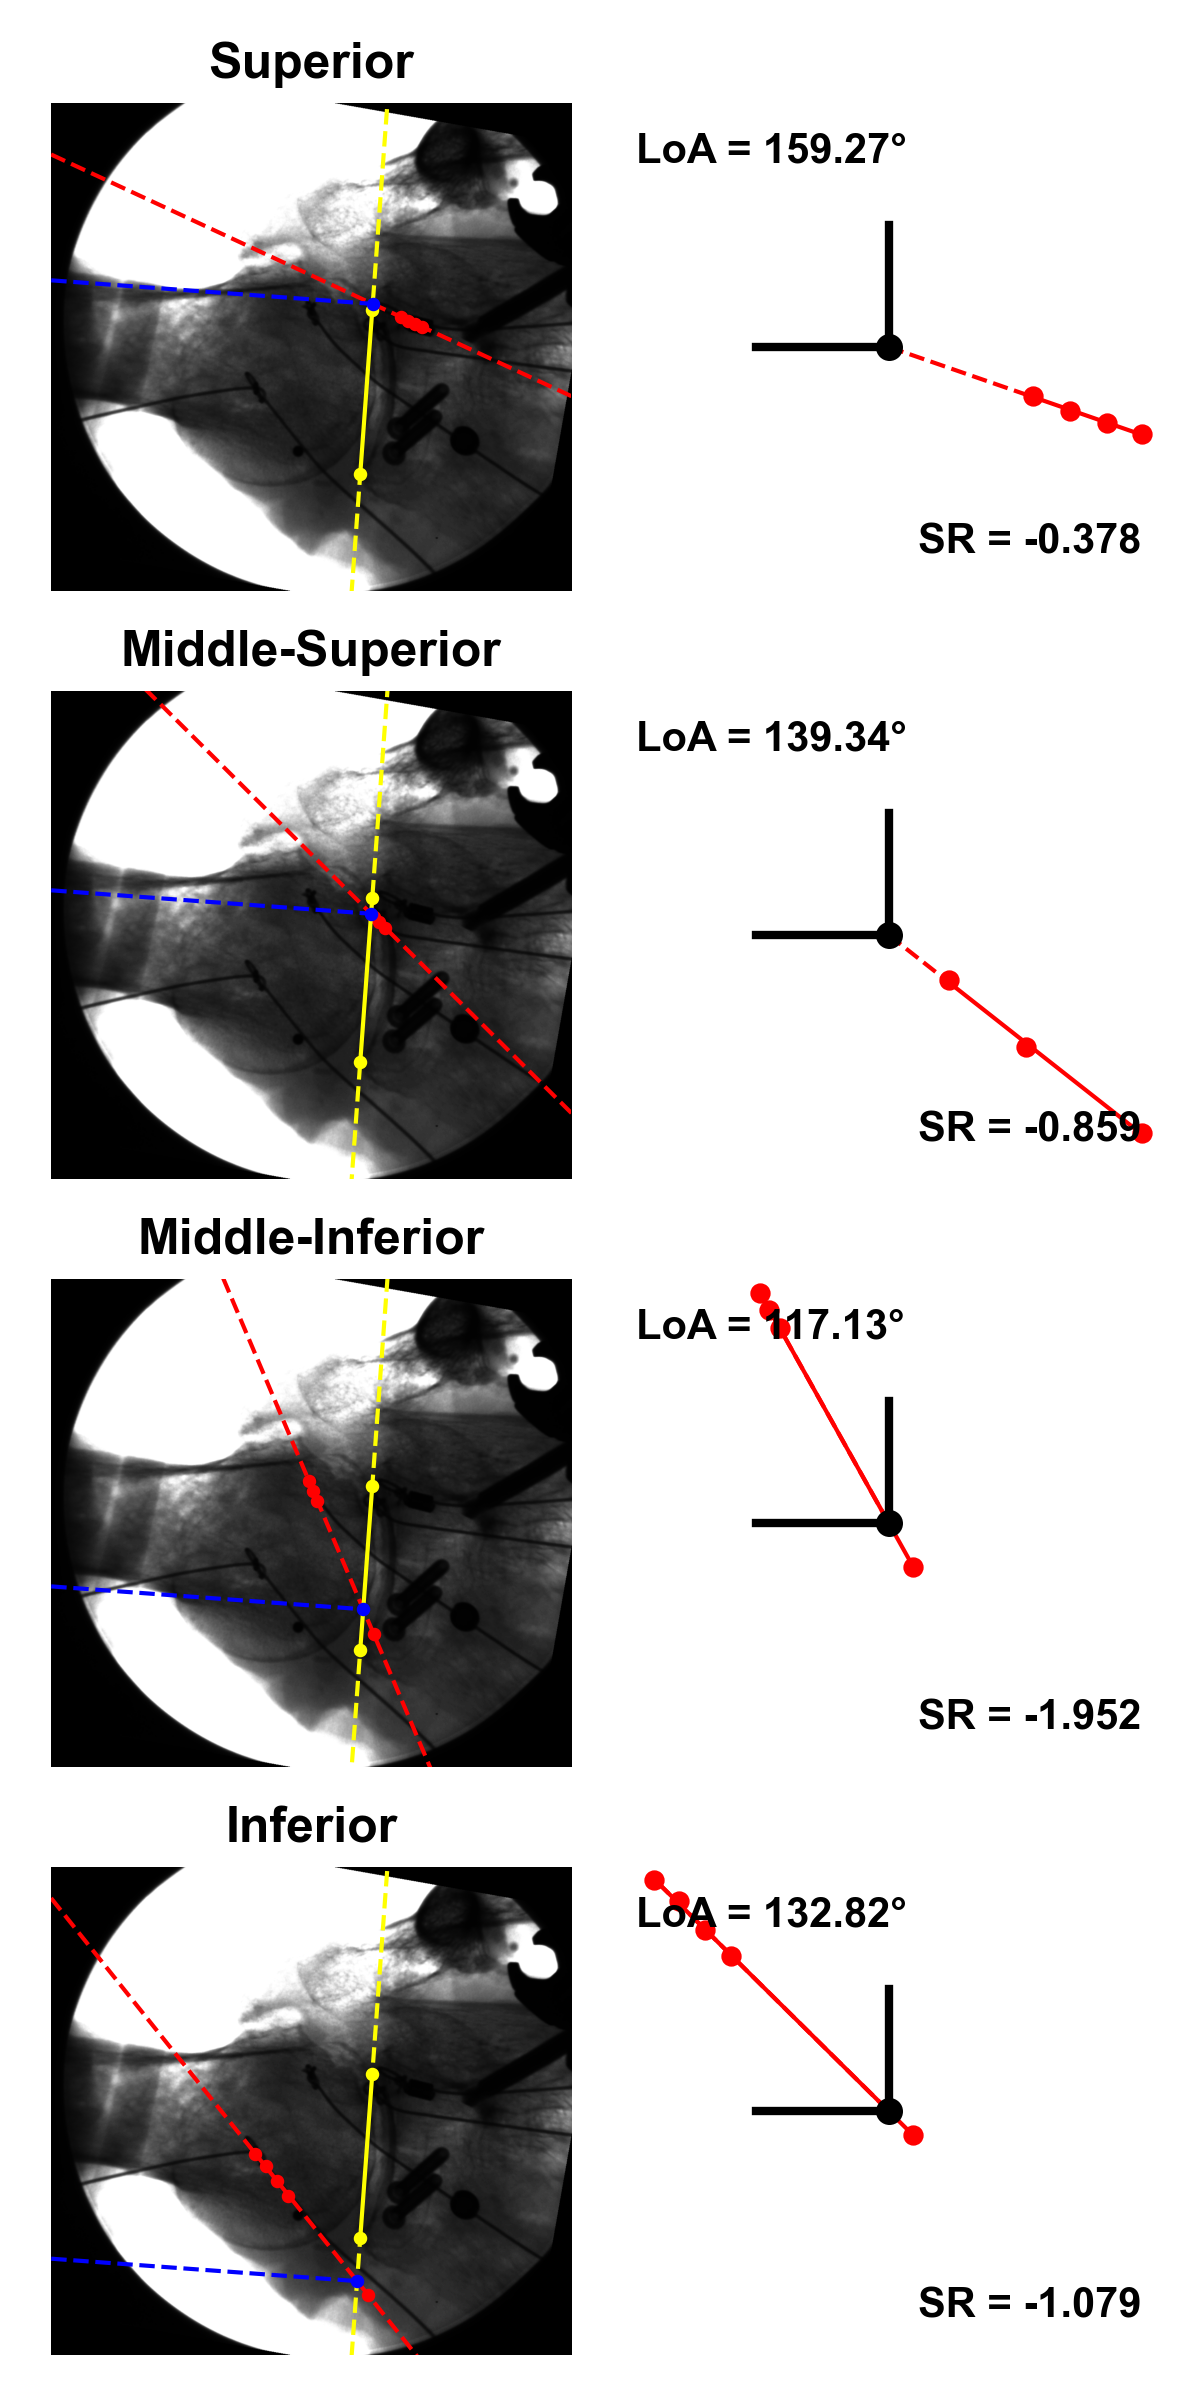 Superior
LoA = 159.27°
SR = -0.378
Middle-Superior
LoA = 139.34°
SR = -0.859
Middle-Inferior
LoA = 117.13°
SR = -1.952
Inferior
LoA = 132.82°
SR = -1.079